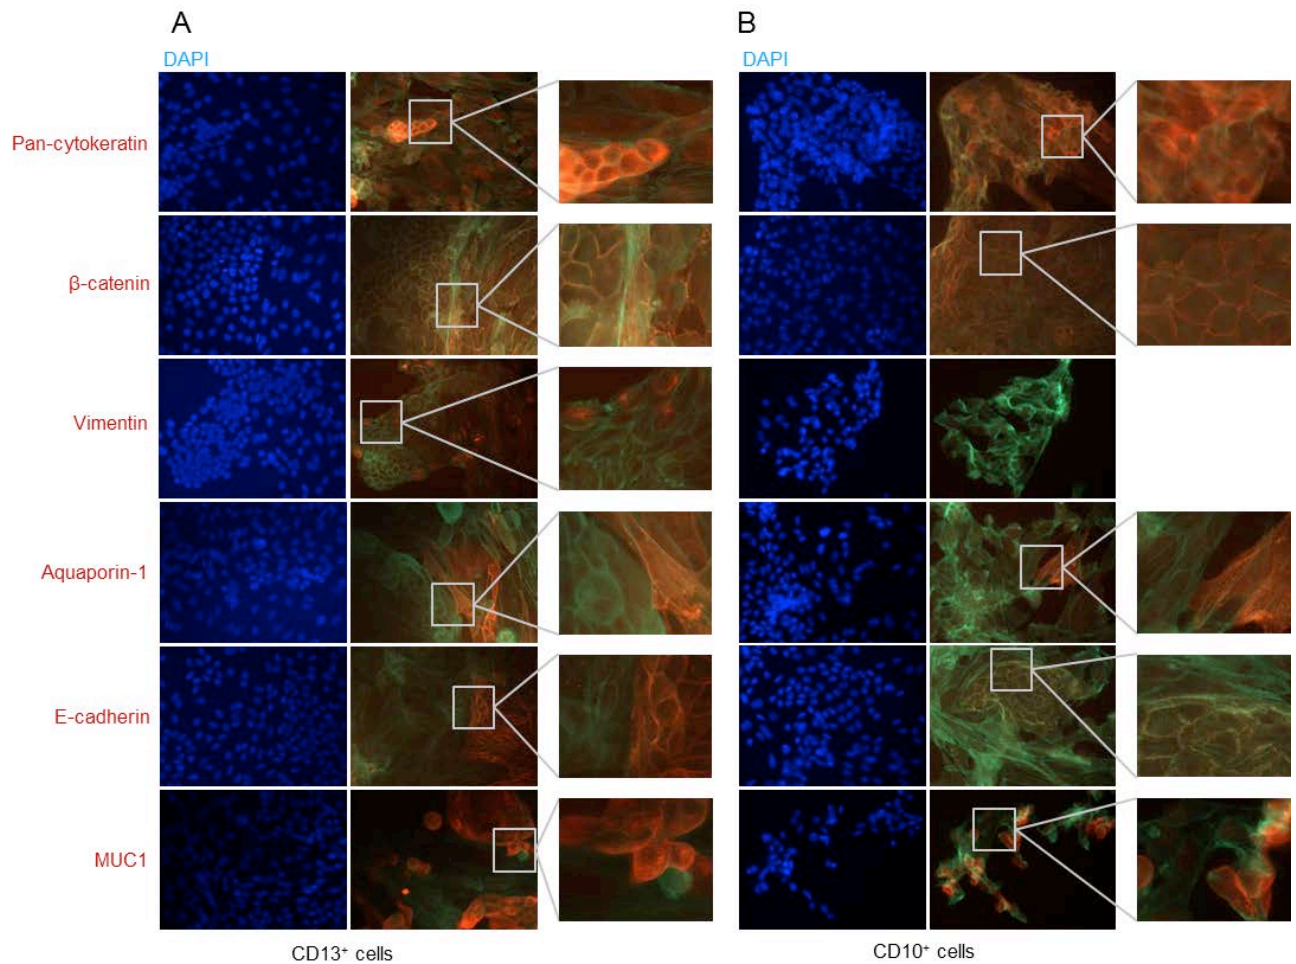 A
B
DAPI
DAPI
Pan-cytokeratin
β-catenin
Vimentin
Aquaporin-1
E-cadherin
MUC1
CD13⁺ cells
CD10⁺ cells